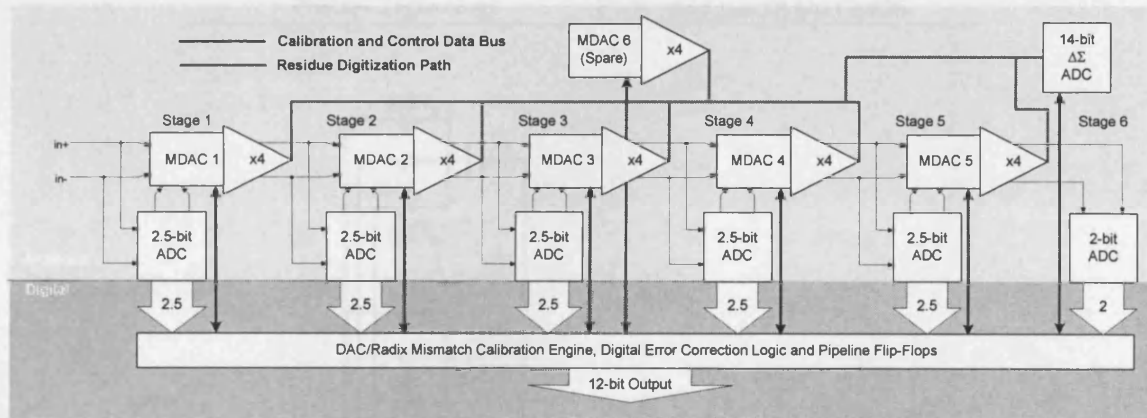 Calibration and Control Data Bus
Residue Digitization Path
MDAC 6
(Spare)
x4
14-bit
ΔΣ
ADC
Stage 1
Stage 2
Stage 3
Stage 4
Stage 5
Stage 6
in+
in-
MDAC 1
x4
MDAC 2
x4
MDAC 3
x4
MDAC 4
x4
MDAC 5
x4
2.5-bit
ADC
2.5-bit
ADC
2.5-bit
ADC
2.5-bit
ADC
2.5-bit
ADC
2-bit
ADC
Digital
2.5
2.5
2.5
2.5
2.5
2
DAC/Radix Mismatch Calibration Engine, Digital Error Correction Logic and Pipeline Flip-Flops
12-bit Output